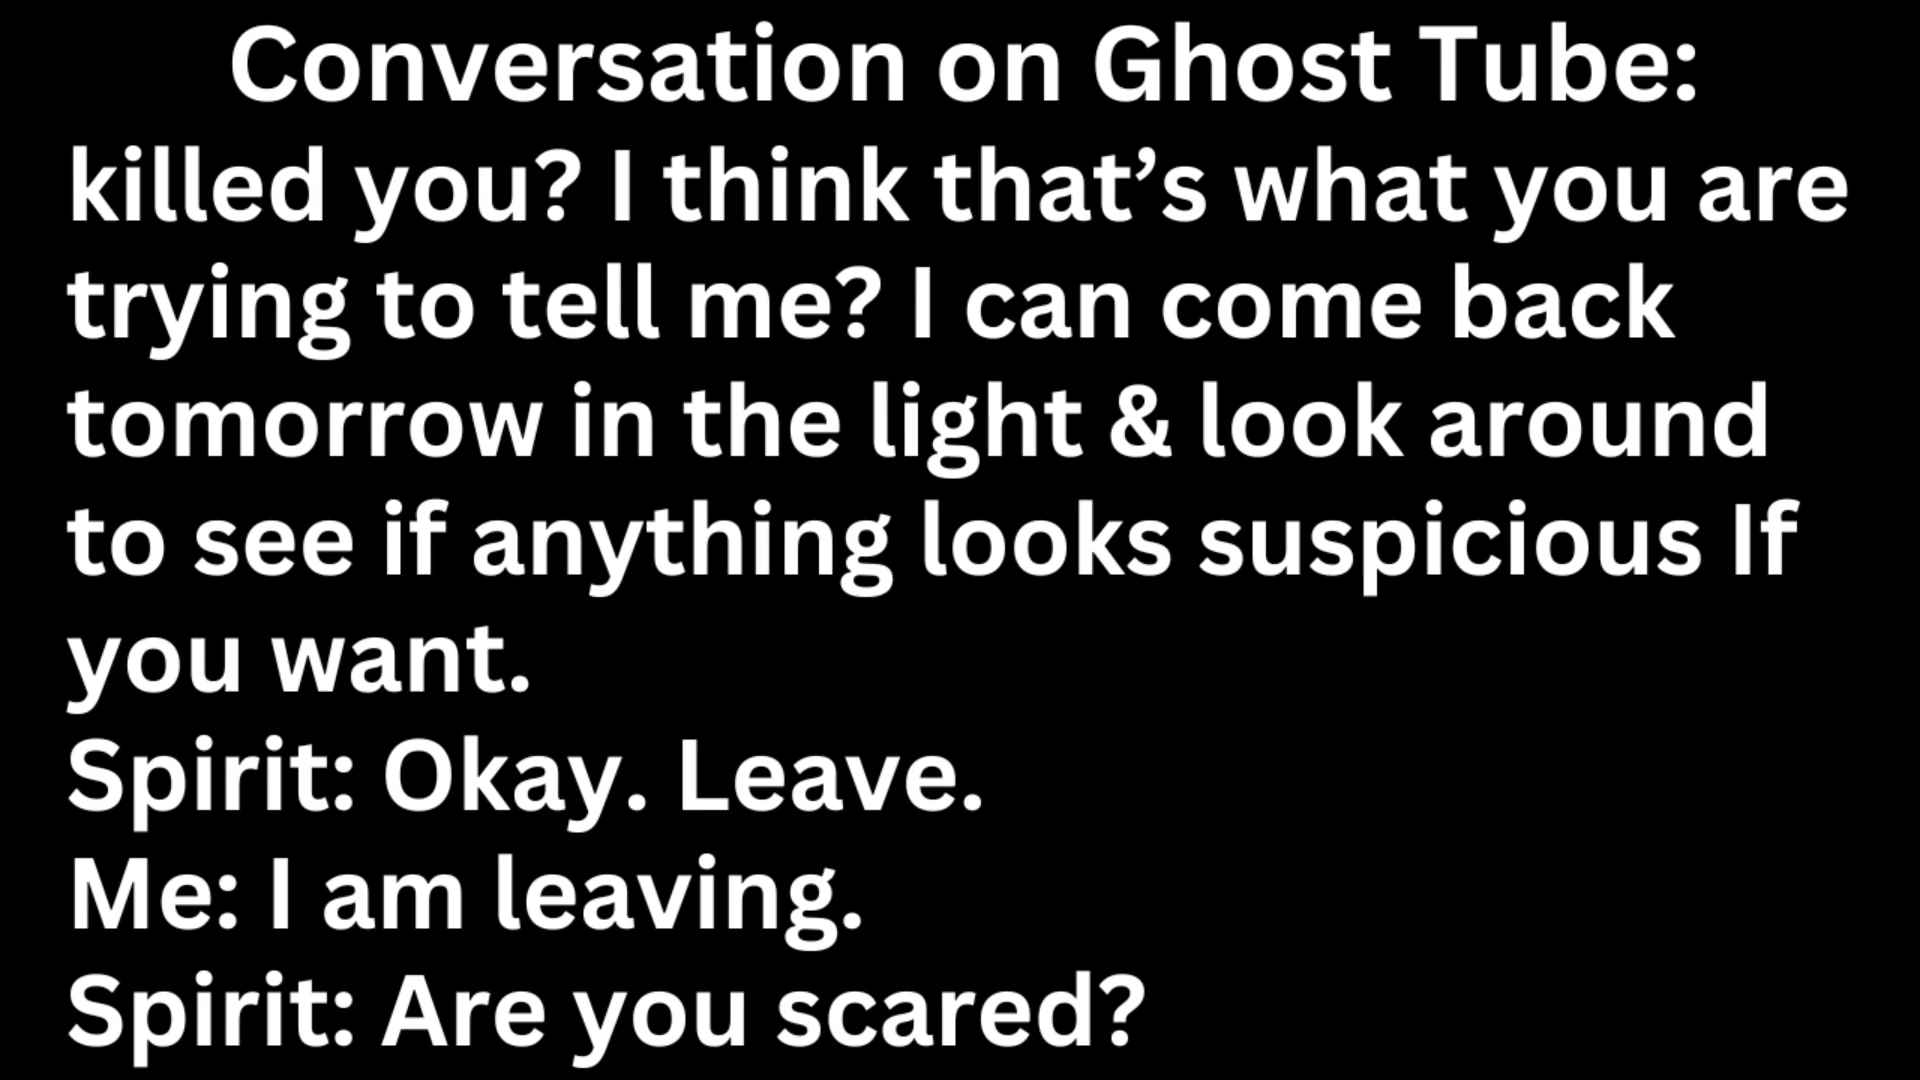 Conversation on Ghost Tube:
killed you? I think that’s what you are
trying to tell me? I can come back
tomorrow in the light & look around
to see if anything looks suspicious If
you want.
Spirit: Okay. Leave.
Me: I am leaving.
Spirit: Are you scared?